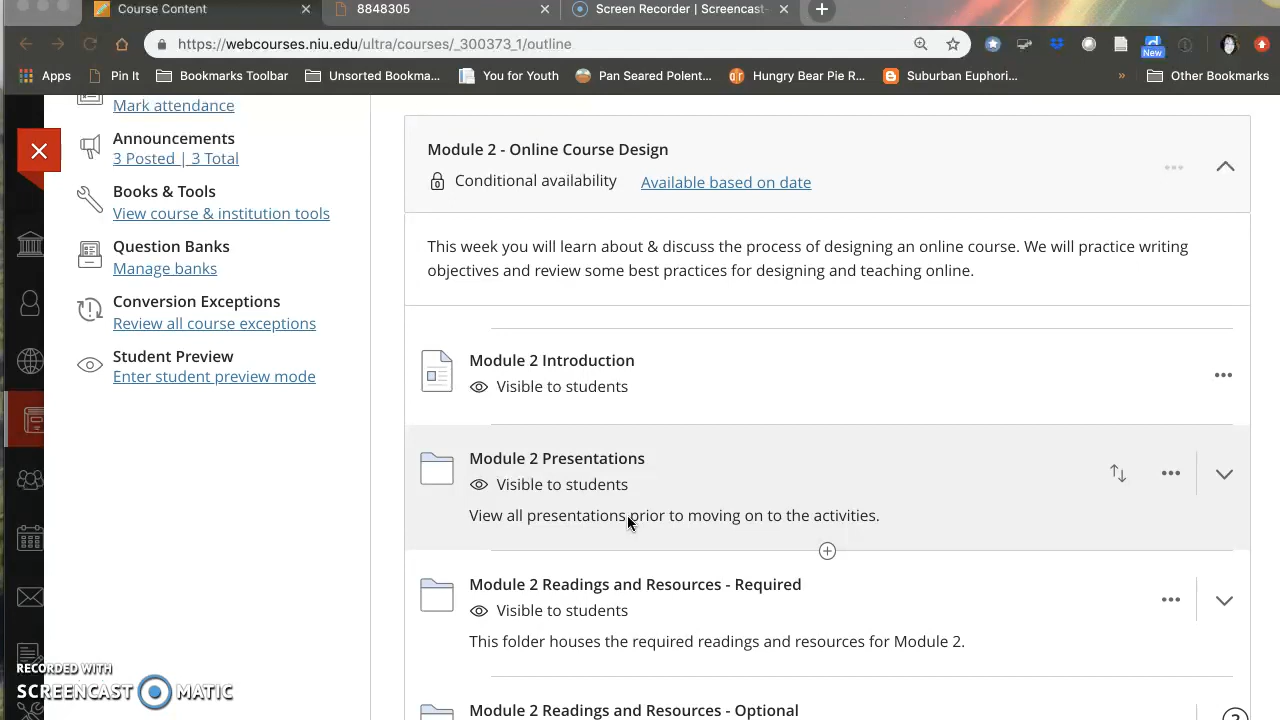 Course Content
8848305
Screen Recorder | Screencast-
https://webcourses.niu.edu/ultra/courses/_300373_1/outline
New
Apps
Pin It
Bookmarks Toolbar
Unsorted Bookma...
You for Youth
Pan Seared Polent...
Hungry Bear Pie R...
Suburban Euphori...
»
Other Bookmarks
Mark attendance
Announcements
3 Posted | 3 Total
Books & Tools
View course & institution tools
Question Banks
Manage banks
Conversion Exceptions
Review all course exceptions
Student Preview
Enter student preview mode
Module 2 - Online Course Design
Conditional availability
Available based on date
This week you will learn about & discuss the process of designing an online course. We will practice writing
objectives and review some best practices for designing and teaching online.
Module 2 Introduction
Visible to students
Module 2 Presentations
Visible to students
View all presentations prior to moving on to the activities.
Module 2 Readings and Resources - Required
Visible to students
This folder houses the required readings and resources for Module 2.
Module 2 Readings and Resources - Optional
?
RECORDED WITH
SCREENCAST MATIC